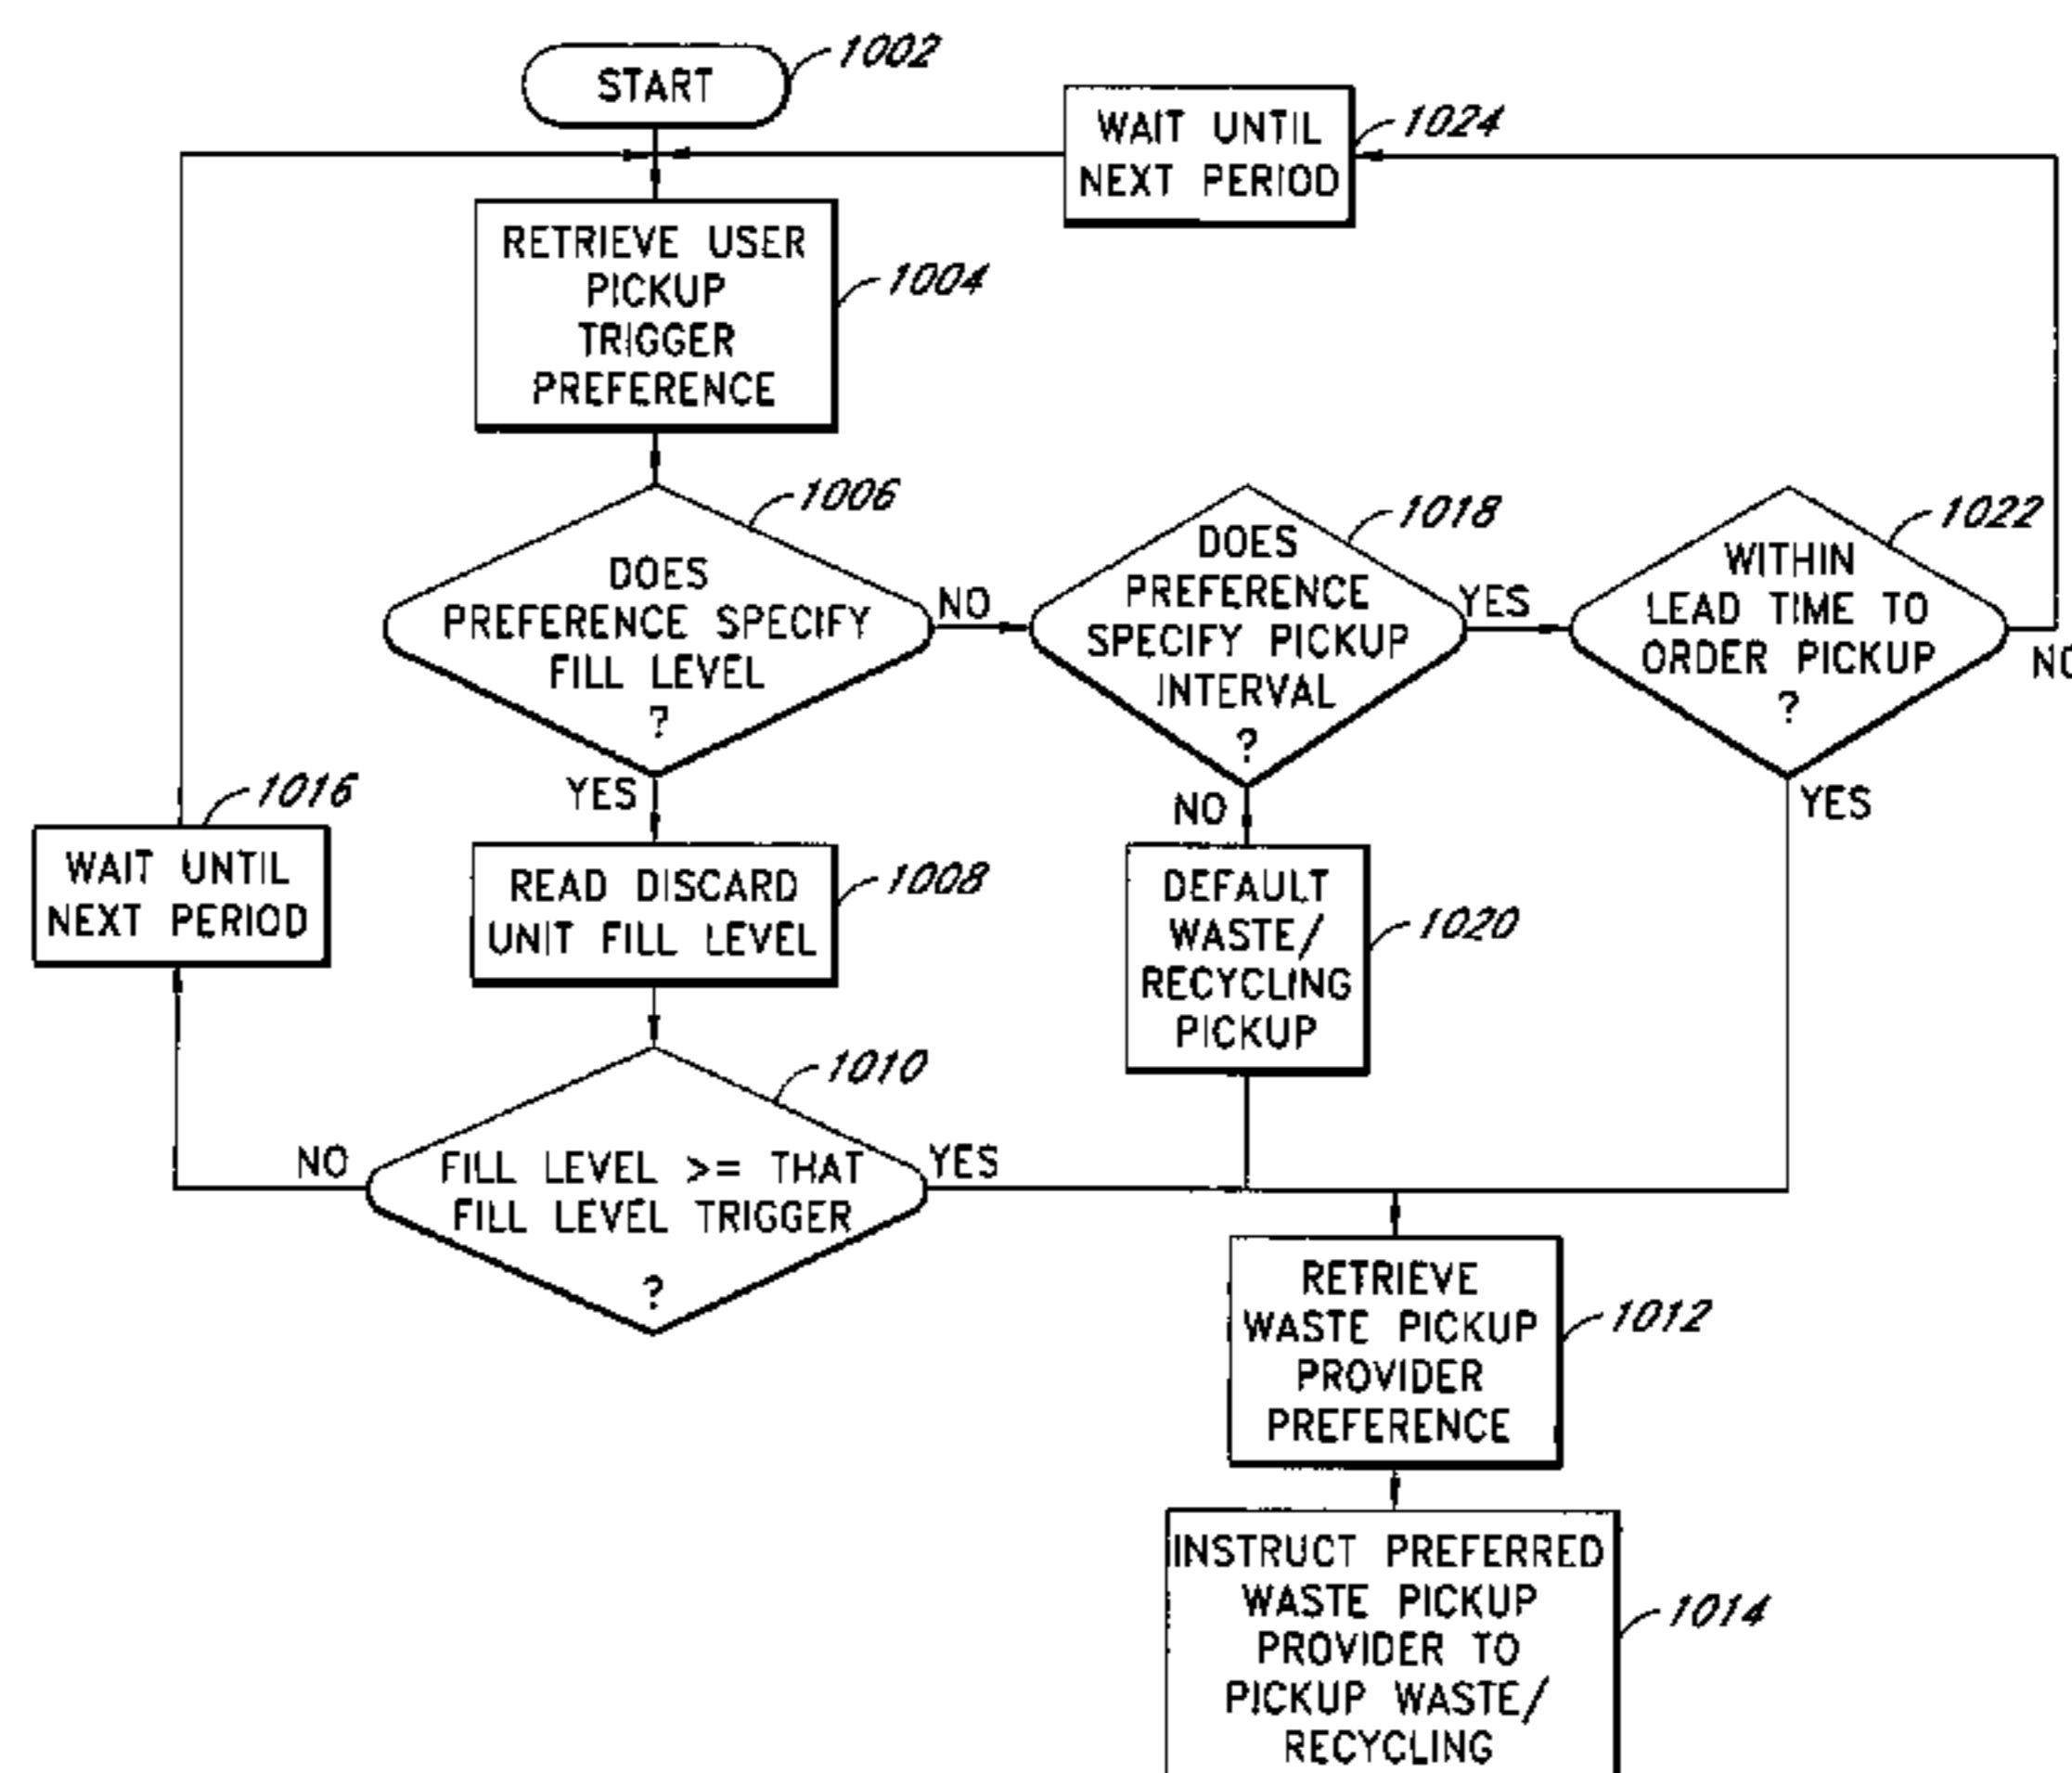 START
1002
WAIT UNTIL
NEXT PERIOD
1024
RETRIEVE USER
PICKUP
TRIGGER
PREFERENCE
1004
DOES
PREFERENCE SPECIFY
FILL LEVEL
?
1006
NO
YES
DOES
PREFERENCE
SPECIFY PICKUP
INTERVAL
?
1018
YES
NO
WITHIN
LEAD TIME TO
ORDER PICKUP
?
1022
NO
YES
WAIT UNTIL
NEXT PERIOD
1016
READ DISCARD
UNIT FILL LEVEL
1008
DEFAULT
WASTE/
RECYCLING
PICKUP
1020
FILL LEVEL >= THAT
FILL LEVEL TRIGGER
?
1010
NO
YES
RETRIEVE
WASTE PICKUP
PROVIDER
PREFERENCE
1012
INSTRUCT PREFERRED
WASTE PICKUP
PROVIDER TO
PICKUP WASTE/
RECYCLING
1014